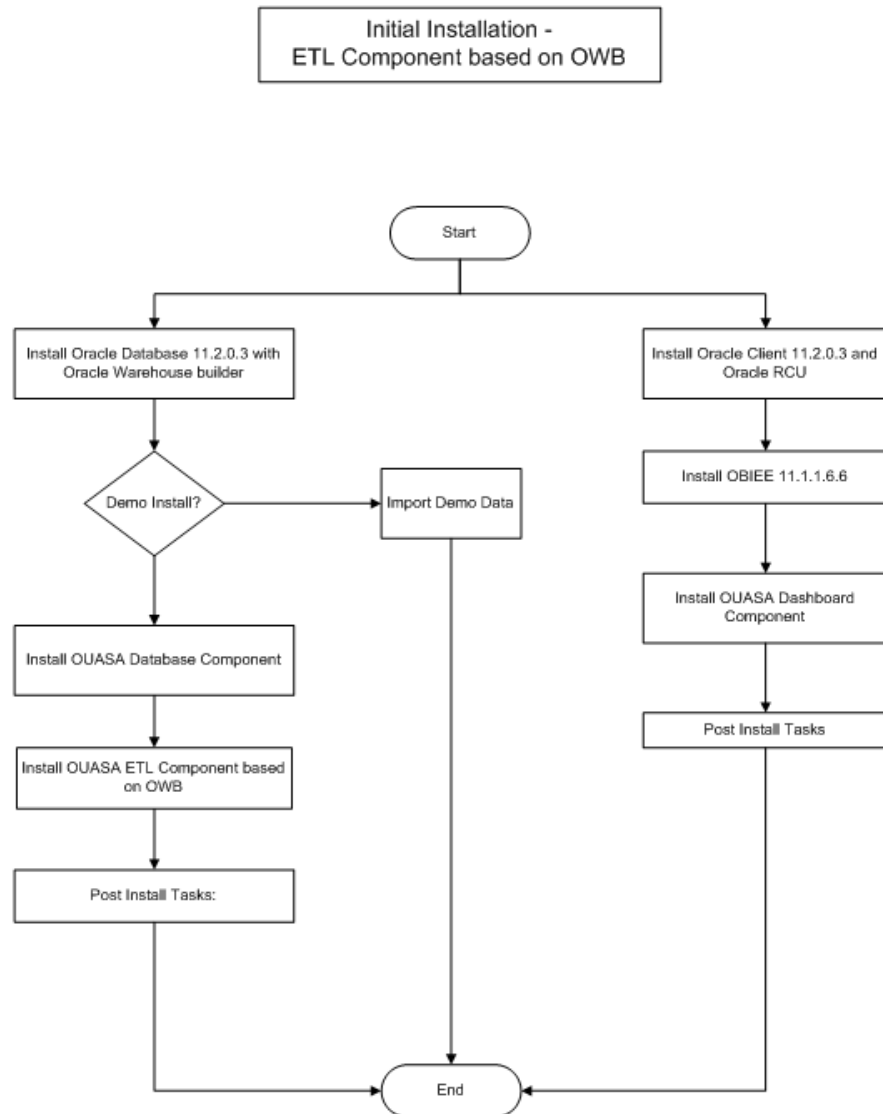 Initial Installation -
ETL Component based on OWB
Start
Install Oracle Database 11.2.0.3 with
Oracle Warehouse builder
Install Oracle Client 11.2.0.3 and
Oracle RCU
Demo Install?
Import Demo Data
Install OBIEE 11.1.1.6.6
Install OUASA Dashboard
Component
Install OUASA Database Component
Post Install Tasks
Install OUASA ETL Component based
on OWB
Post Install Tasks:
End